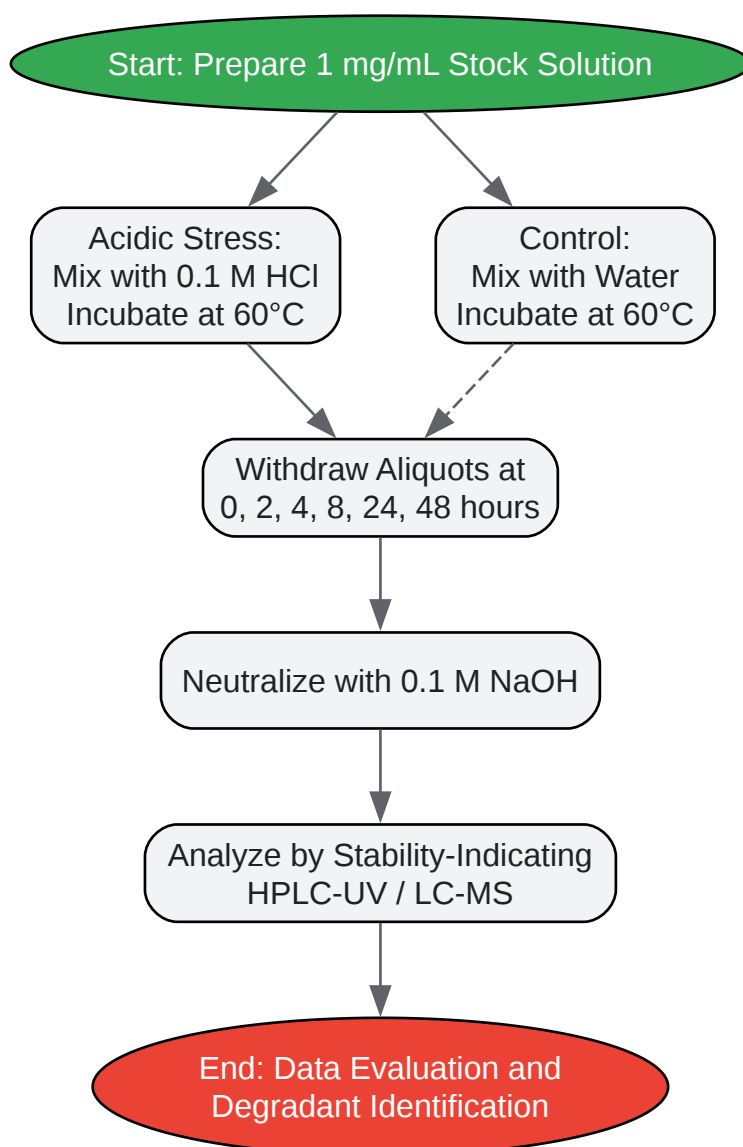 Start: Prepare 1 mg/mL Stock Solution
Acidic Stress:
Mix with 0.1 M HCl
Incubate at 60°C
Control:
Mix with Water
Incubate at 60°C
Withdraw Aliquots at
0, 2, 4, 8, 24, 48 hours
Neutralize with 0.1 M NaOH
Analyze by Stability-Indicating
HPLC-UV / LC-MS
End: Data Evaluation and
Degradant Identification